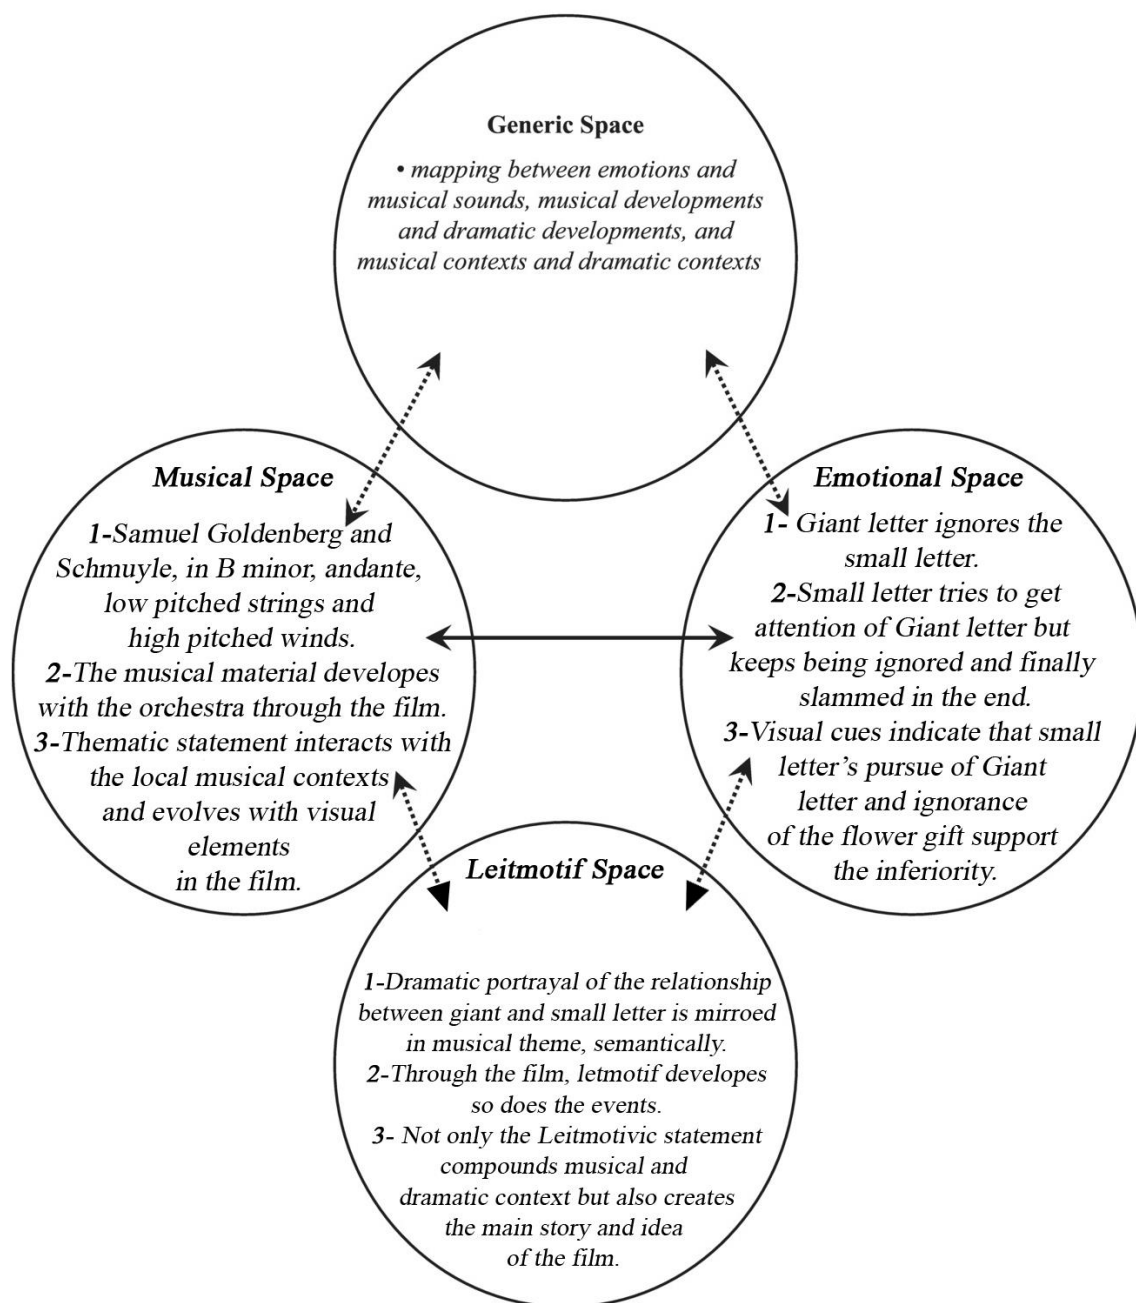 Generic Space
• mapping between emotions and
musical sounds, musical developments
and dramatic developments, and
musical contexts and dramatic contexts
Musical Space
1-Samuel Goldenberg and
Schmuyle, in B minor, andante,
low pitched strings and
high pitched winds.
2-The musical material developes
with the orchestra through the film.
3-Thematic statement interacts with
the local musical contexts
and evolves with visual
elements
in the film.
Emotional Space
1- Giant letter ignores the
small letter.
2-Small letter tries to get
attention of Giant letter but
keeps being ignored and finally
slammed in the end.
3-Visual cues indicate that small
letter's pursue of Giant
letter and ignorance
of the flower gift support
the inferiority.
Leitmotif Space
1-Dramatic portrayal of the relationship
between giant and small letter is mirroed
in musical theme, semantically.
2-Through the film, letmotif developes
so does the events.
3- Not only the Leitmotivic statement
compounds musical and
dramatic context but also creates
the main story and idea
of the film.